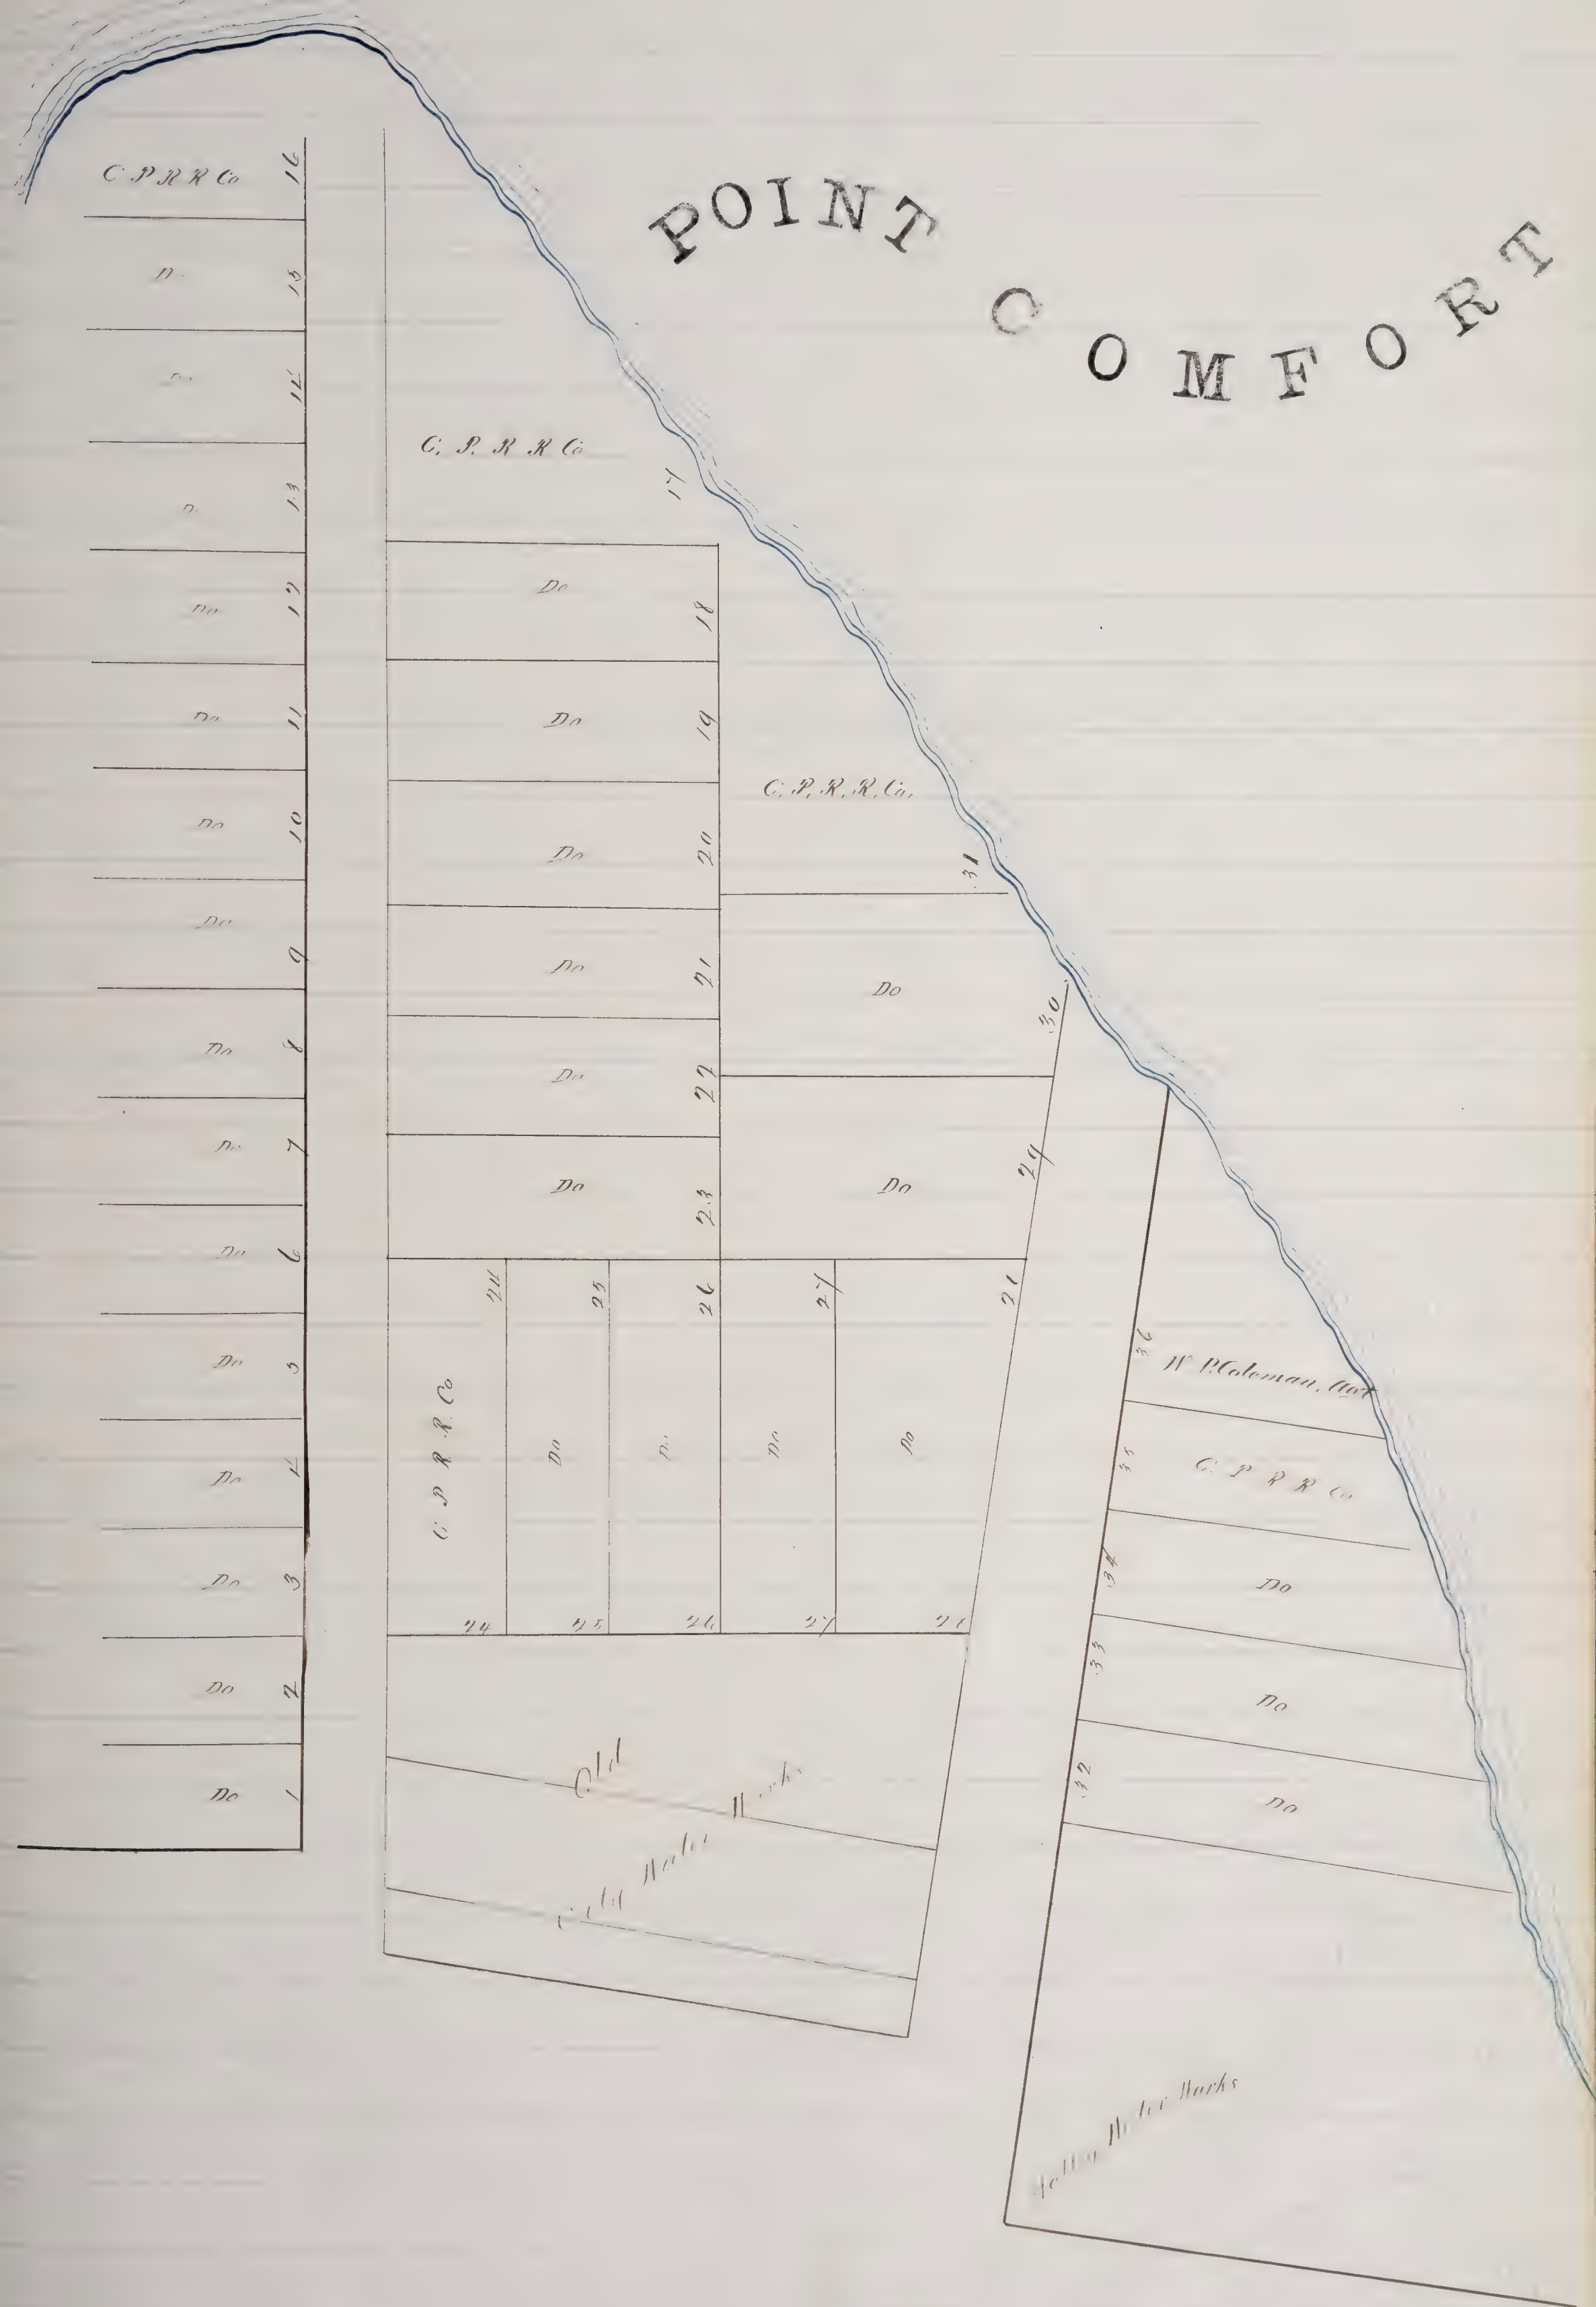 POINT COMFORT
C P R R Co 16
Do 15
Do 14
Do 13
Do 12
Do 11
Do 10
Do 9
Do 8
Do 7
Do 6
Do 5
Do 4
Do 3
Do 2
Do 1
C. P. R R Co 17
Do 18
Do 19
Do 20
Do 21
Do 22
Do 23
C. P. R. R. Co. 31
Do 30
Do 29
24 25 26 27 28
C P R R Co Do Do Do Do
24 25 26 27 28
Old
City Water Works
36 W P. Coleman,
35 C. P R R Co
34 Do
33 Do
32 Do
Water Works